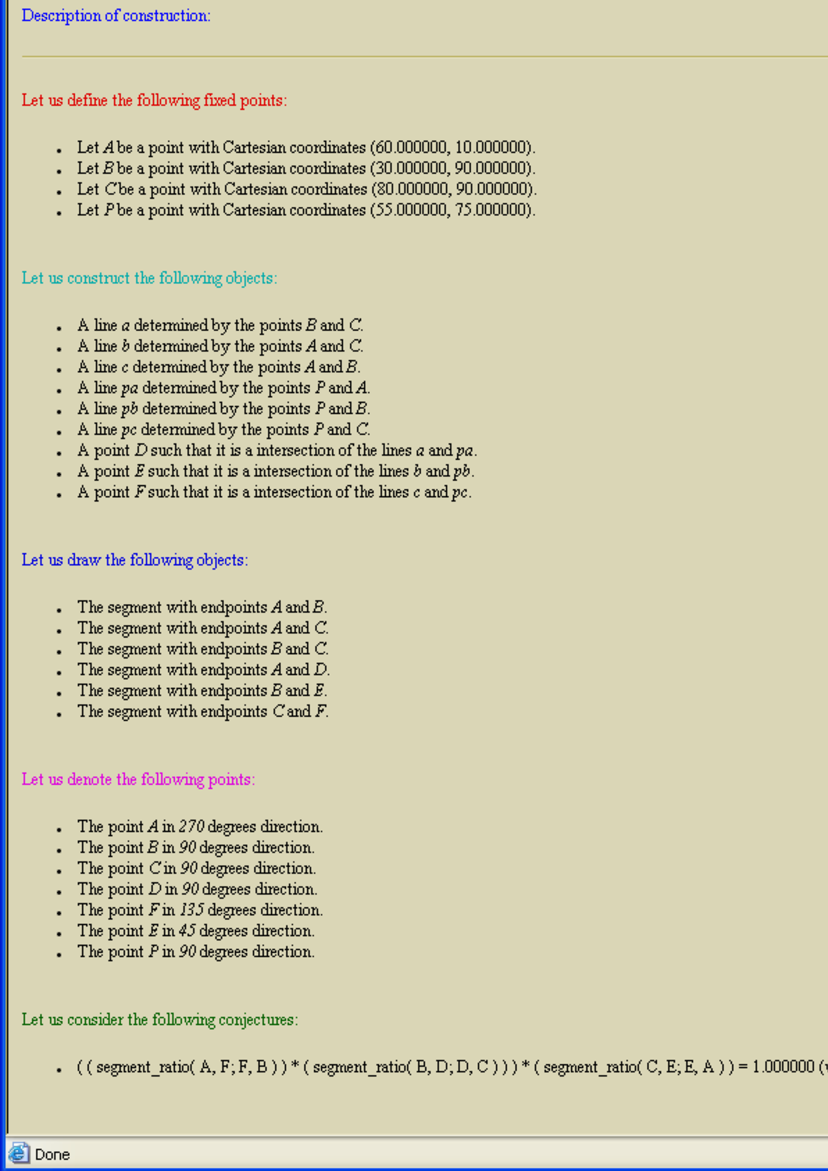 Description of construction:
Let us define the following fixed points:
Let A be a point with Cartesian coordinates (60.000000, 10.000000).
Let B be a point with Cartesian coordinates (30.000000, 90.000000).
Let C be a point with Cartesian coordinates (80.000000, 90.000000).
Let P be a point with Cartesian coordinates (55.000000, 75.000000).
Let us construct the following objects:
A line a determined by the points B and C.
A line b determined by the points A and C.
A line c determined by the points A and B.
A line pa determined by the points P and A.
A line pb determined by the points P and B.
A line pc determined by the points P and C.
A point D such that it is a intersection of the lines a and pa.
A point E such that it is a intersection of the lines b and pb.
A point F such that it is a intersection of the lines c and pc.
Let us draw the following objects:
The segment with endpoints A and B.
The segment with endpoints A and C.
The segment with endpoints B and C.
The segment with endpoints A and D.
The segment with endpoints B and E.
The segment with endpoints C and F.
Let us denote the following points:
The point A in 270 degrees direction.
The point B in 90 degrees direction.
The point C in 90 degrees direction.
The point D in 90 degrees direction.
The point F in 135 degrees direction.
The point E in 45 degrees direction.
The point P in 90 degrees direction.
Let us consider the following conjectures:
( ( segment_ratio( A, F; F, B ) ) * ( segment_ratio( B, D; D, C ) ) ) * ( segment_ratio( C, E; E, A ) ) = 1.000000 (
Done